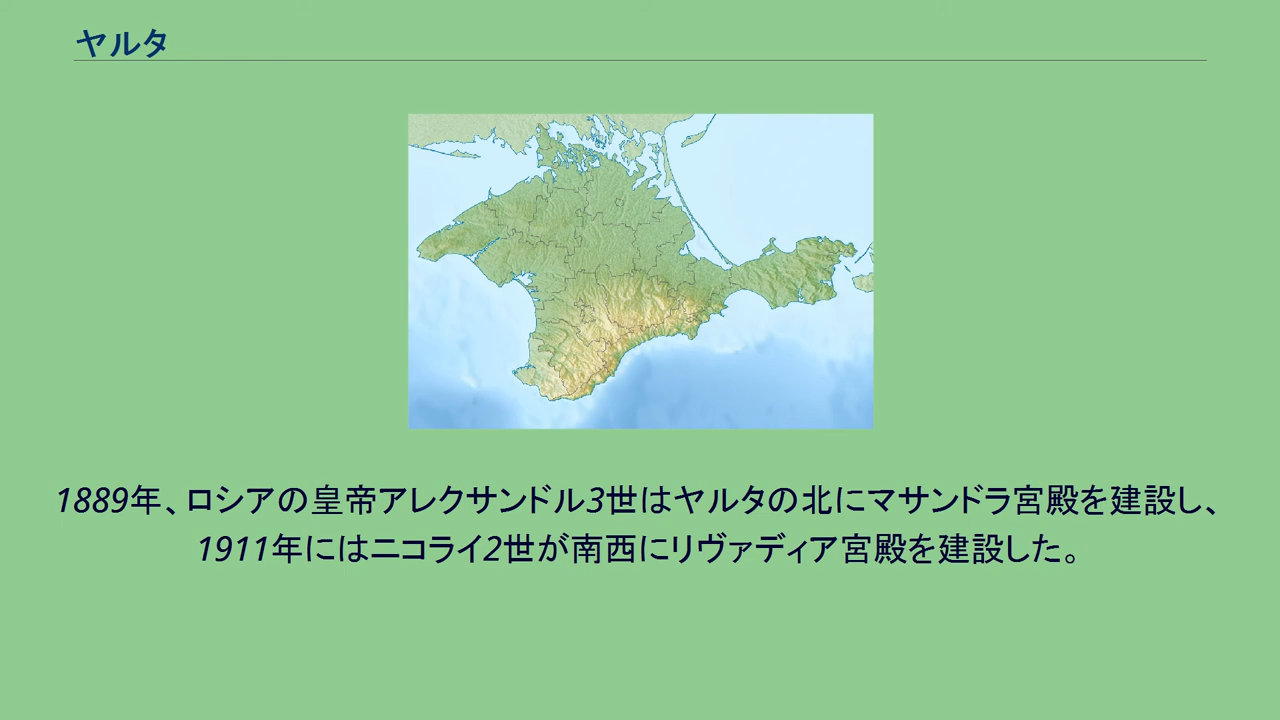 ヤルタ
1889年、ロシアの皇帝アレクサンドル3世はヤルタの北にマサンドラ宮殿を建設し、
1911年にはニコライ2世が南西にリヴァディア宮殿を建設した。